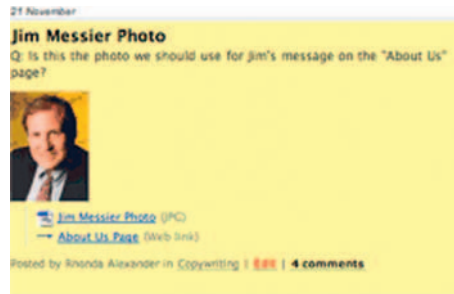 21 November
Jim Messier Photo
Q: Is this the photo we should use for Jim's message on the "About Us"
page?
Jim Messier Photo (JPG)
About Us Page (Web link)
Posted by Rhonda Alexander in Copywriting | Edit | 4 comments